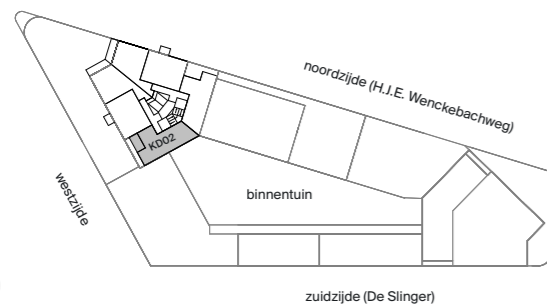 noordzijde (H.J.E. Wenckebachweg)
KD02
westzijde
binnentuin
zuidzijde (De Slinger)